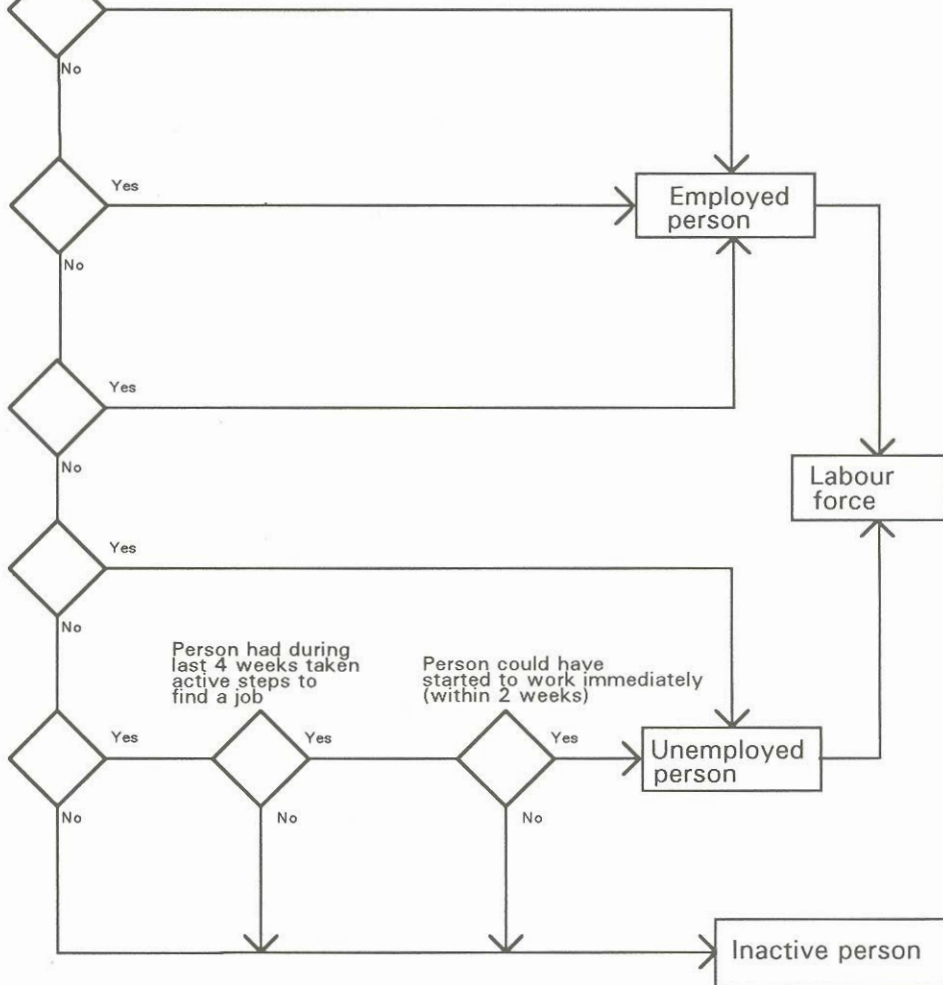 No
Yes
Employed
person
No
Yes
No
Labour
force
Yes
No
Person had during
last 4 weeks taken
active steps to
find a job
Person could have
started to work immediately
(within 2 weeks)
Yes
Yes
Yes
Unemployed
person
No
No
No
Inactive person